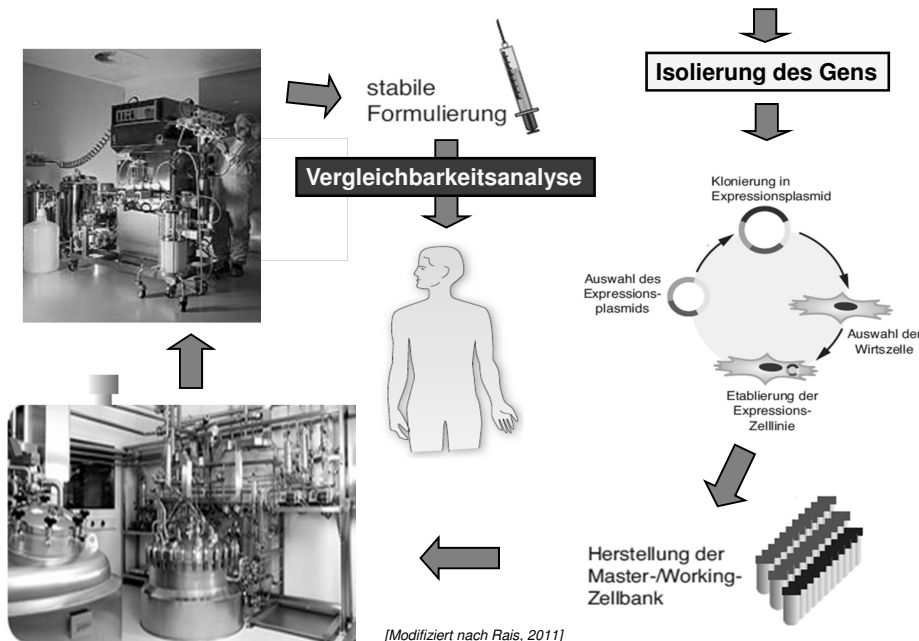 stabile
Formulierung
Isolierung des Gens
Vergleichbarkeitsanalyse
Klonierung in
Expressionsplasmid
Auswahl des
Expressions-
plasmids
Auswahl der
Wirtszelle
Etablierung der
Expressions-
Zelllinie
Herstellung der
Master-/Working-
Zellbank
[Modifiziert nach Rais, 2011]